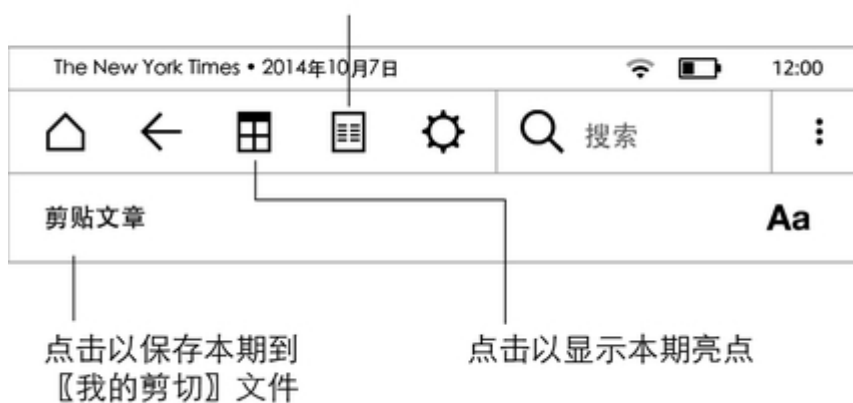 The New York Times • 2014年10月7日 12:00
搜索
剪贴文章 Aa
点击以保存本期到
〖我的剪切〗文件
点击以显示本期亮点